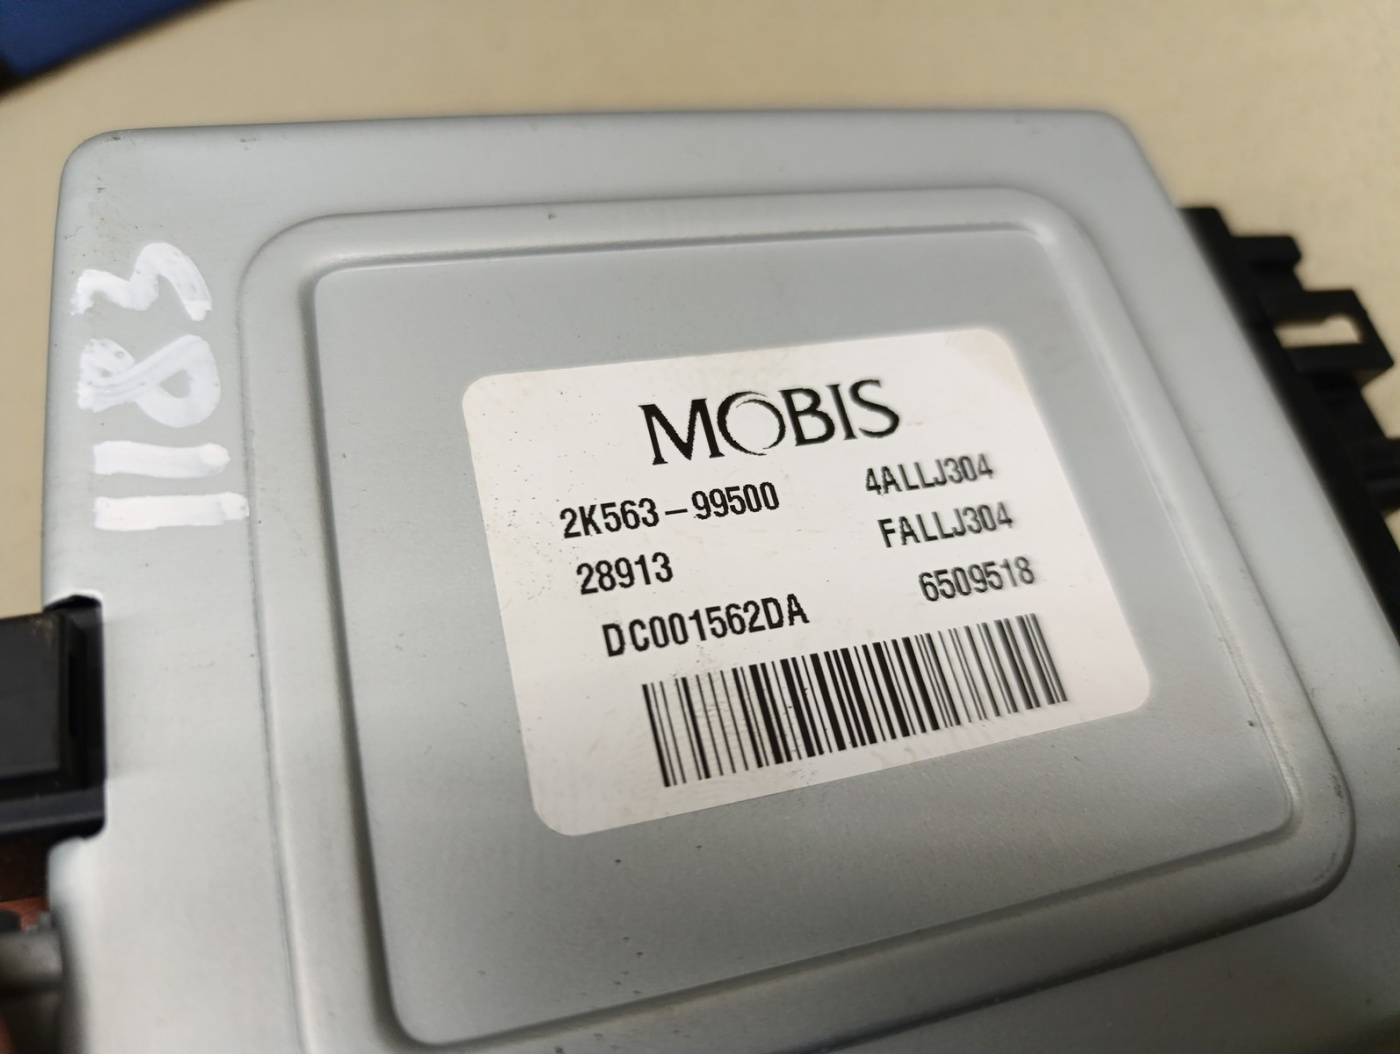 1183
MOBIS
2K563-99500 4ALLJ304
28913 FALLJ304
DC001562DA 6509518